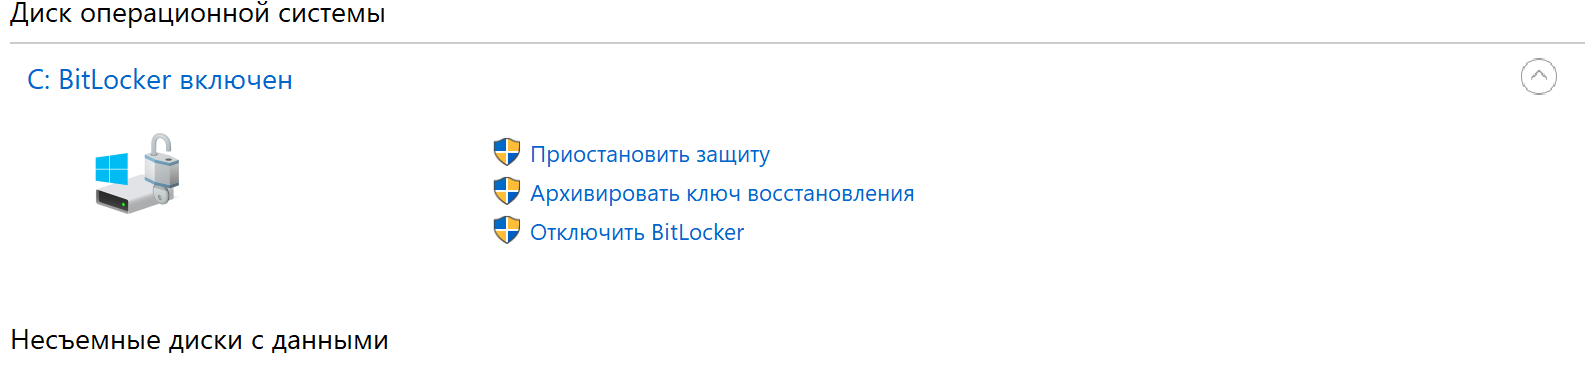 Диск операционной системы
C: BitLocker включен
Приостановить защиту
Архивировать ключ восстановления
Отключить BitLocker
Несъемные диски с данными